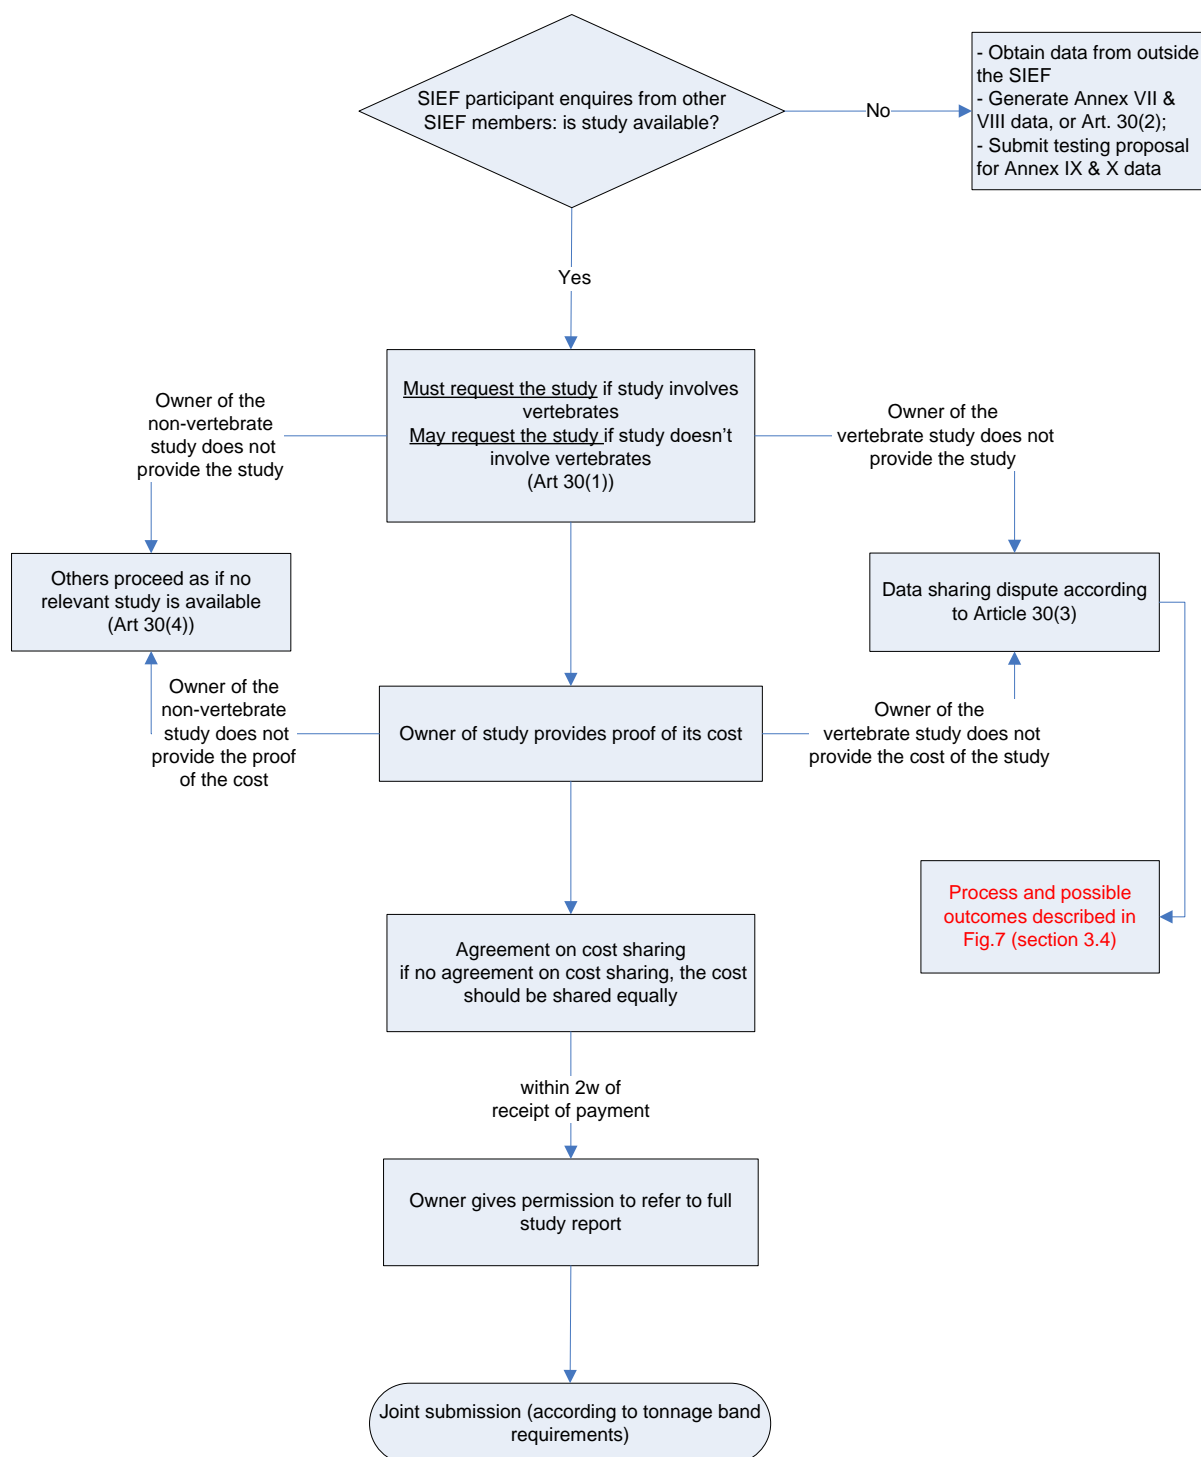 SIEF participant enquires from other
SIEF members: is study available?
No
- Obtain data from outside
the SIEF
- Generate Annex VII &
VIII data, or Art. 30(2);
- Submit testing proposal
for Annex IX & X data
Yes
Must request the study if study involves
vertebrates
May request the study if study doesn't
involve vertebrates
(Art 30(1))
Owner of the
non-vertebrate
study does not
provide the study
Owner of the
vertebrate study does not
provide the study
Others proceed as if no
relevant study is available
(Art 30(4))
Data sharing dispute according
to Article 30(3)
Owner of the
non-vertebrate
study does not
provide the proof
of the cost
Owner of study provides proof of its cost
Owner of the
vertebrate study does not
provide the cost of the study
Process and possible
outcomes described in
Fig.7 (section 3.4)
Agreement on cost sharing
if no agreement on cost sharing, the cost
should be shared equally
within 2w of
receipt of payment
Owner gives permission to refer to full
study report
Joint submission (according to tonnage band
requirements)